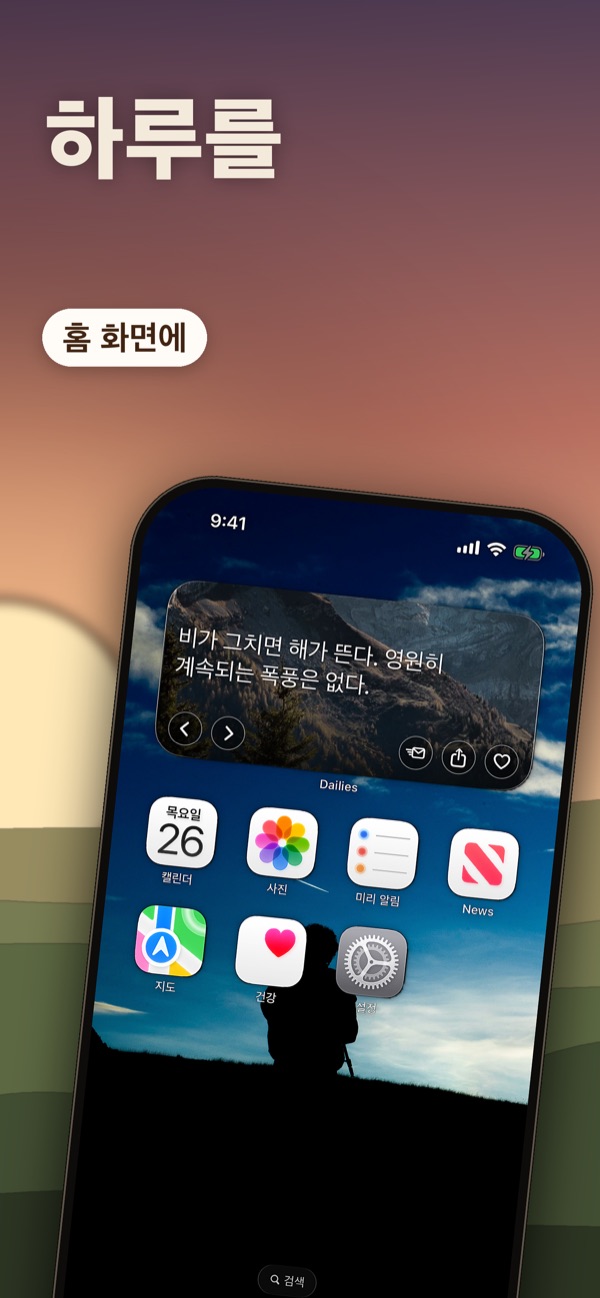 하루를
홈 화면에
9:41
비가 그치면 해가 뜬다. 영원히
계속되는 폭풍은 없다.
Dailies
목요일
26
캘린더
사진
미리 알림
News
지도
건강
설정
검색